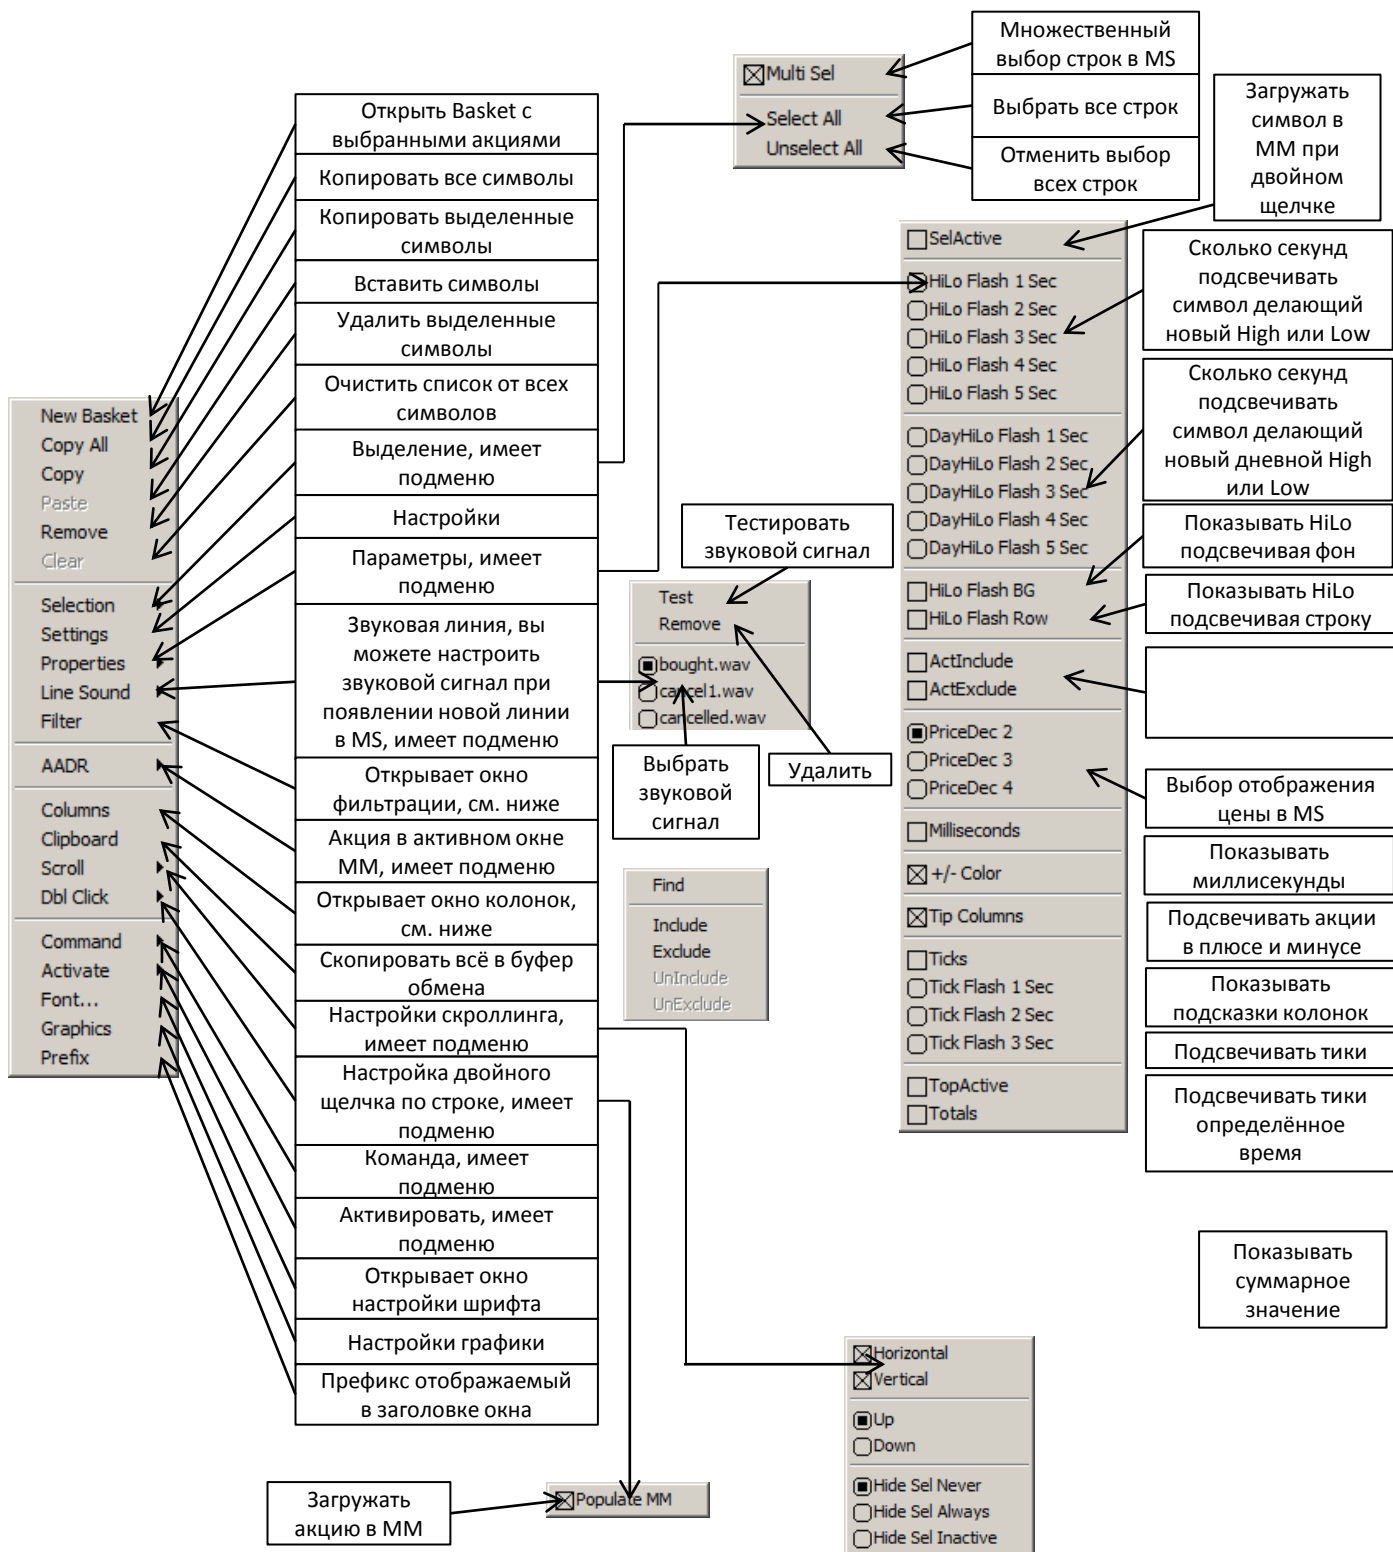 Множественный
выбор строк в MS
Выбрать все строк
Отменить выбор
всех строк
Multi Sel
Select All
Unselect All
Загружать
символ в
ММ при
двойном
щелчке
Открыть Basket с
выбранными акциями
Копировать все символы
Копировать выделенные
символы
Вставить символы
Удалить выделенные
символы
Очистить список от всех
символов
Выделение, имеет
подменю
Настройки
Параметры, имеет
подменю
Звуковая линия, вы
можете настроить
звуковой сигнал при
появлении новой линии
в MS, имеет подменю
Открывает окно
фильтрации, см. ниже
Акция в активном окне
ММ, имеет подменю
Открывает окно колонок,
см. ниже
Скопировать всё в буфер
обмена
Настройки скроллинга,
имеет подменю
Настройка двойного
щелчка по строке, имеет
подменю
Команда, имеет
подменю
Активировать, имеет
подменю
Открывает окно
настройки шрифта
Настройки графики
Префикс отображаемый
в заголовке окна
New Basket
Copy All
Copy
Paste
Remove
Clear
Selection
Settings
Properties
Line Sound
Filter
AADR
Columns
Clipboard
Scroll
Dbl Click
Command
Activate
Font...
Graphics
Prefix
Тестировать
звуковой сигнал
Test
Remove
bought.wav
cancel1.wav
cancelled.wav
Выбрать
звуковой
сигнал
Удалить
Find
Include
Exclude
UnInclude
UnExclude
SelActive
HiLo Flash 1 Sec
HiLo Flash 2 Sec
HiLo Flash 3 Sec
HiLo Flash 4 Sec
HiLo Flash 5 Sec
DayHiLo Flash 1 Sec
DayHiLo Flash 2 Sec
DayHiLo Flash 3 Sec
DayHiLo Flash 4 Sec
DayHiLo Flash 5 Sec
HiLo Flash BG
HiLo Flash Row
ActInclude
ActExclude
PriceDec 2
PriceDec 3
PriceDec 4
Milliseconds
+/- Color
Tip Columns
Ticks
Tick Flash 1 Sec
Tick Flash 2 Sec
Tick Flash 3 Sec
TopActive
Totals
Сколько секунд
подсвечивать
символ делающий
новый High или Low
Сколько секунд
подсвечивать
символ делающий
новый дневной High
или Low
Показывать HiLo
подсвечивая фон
Показывать HiLo
подсвечивая строку
Выбор отображения
цены в MS
Показывать
миллисекунды
Подсвечивать акции
в плюсе и минусе
Показывать
подсказки колонок
Подсвечивать тики
Подсвечивать тики
определённое
время
Показывать
суммарное
значение
Horizontal
Vertical
Up
Down
Hide Sel Never
Hide Sel Always
Hide Sel Inactive
Загружать
акцию в ММ
Populate MM